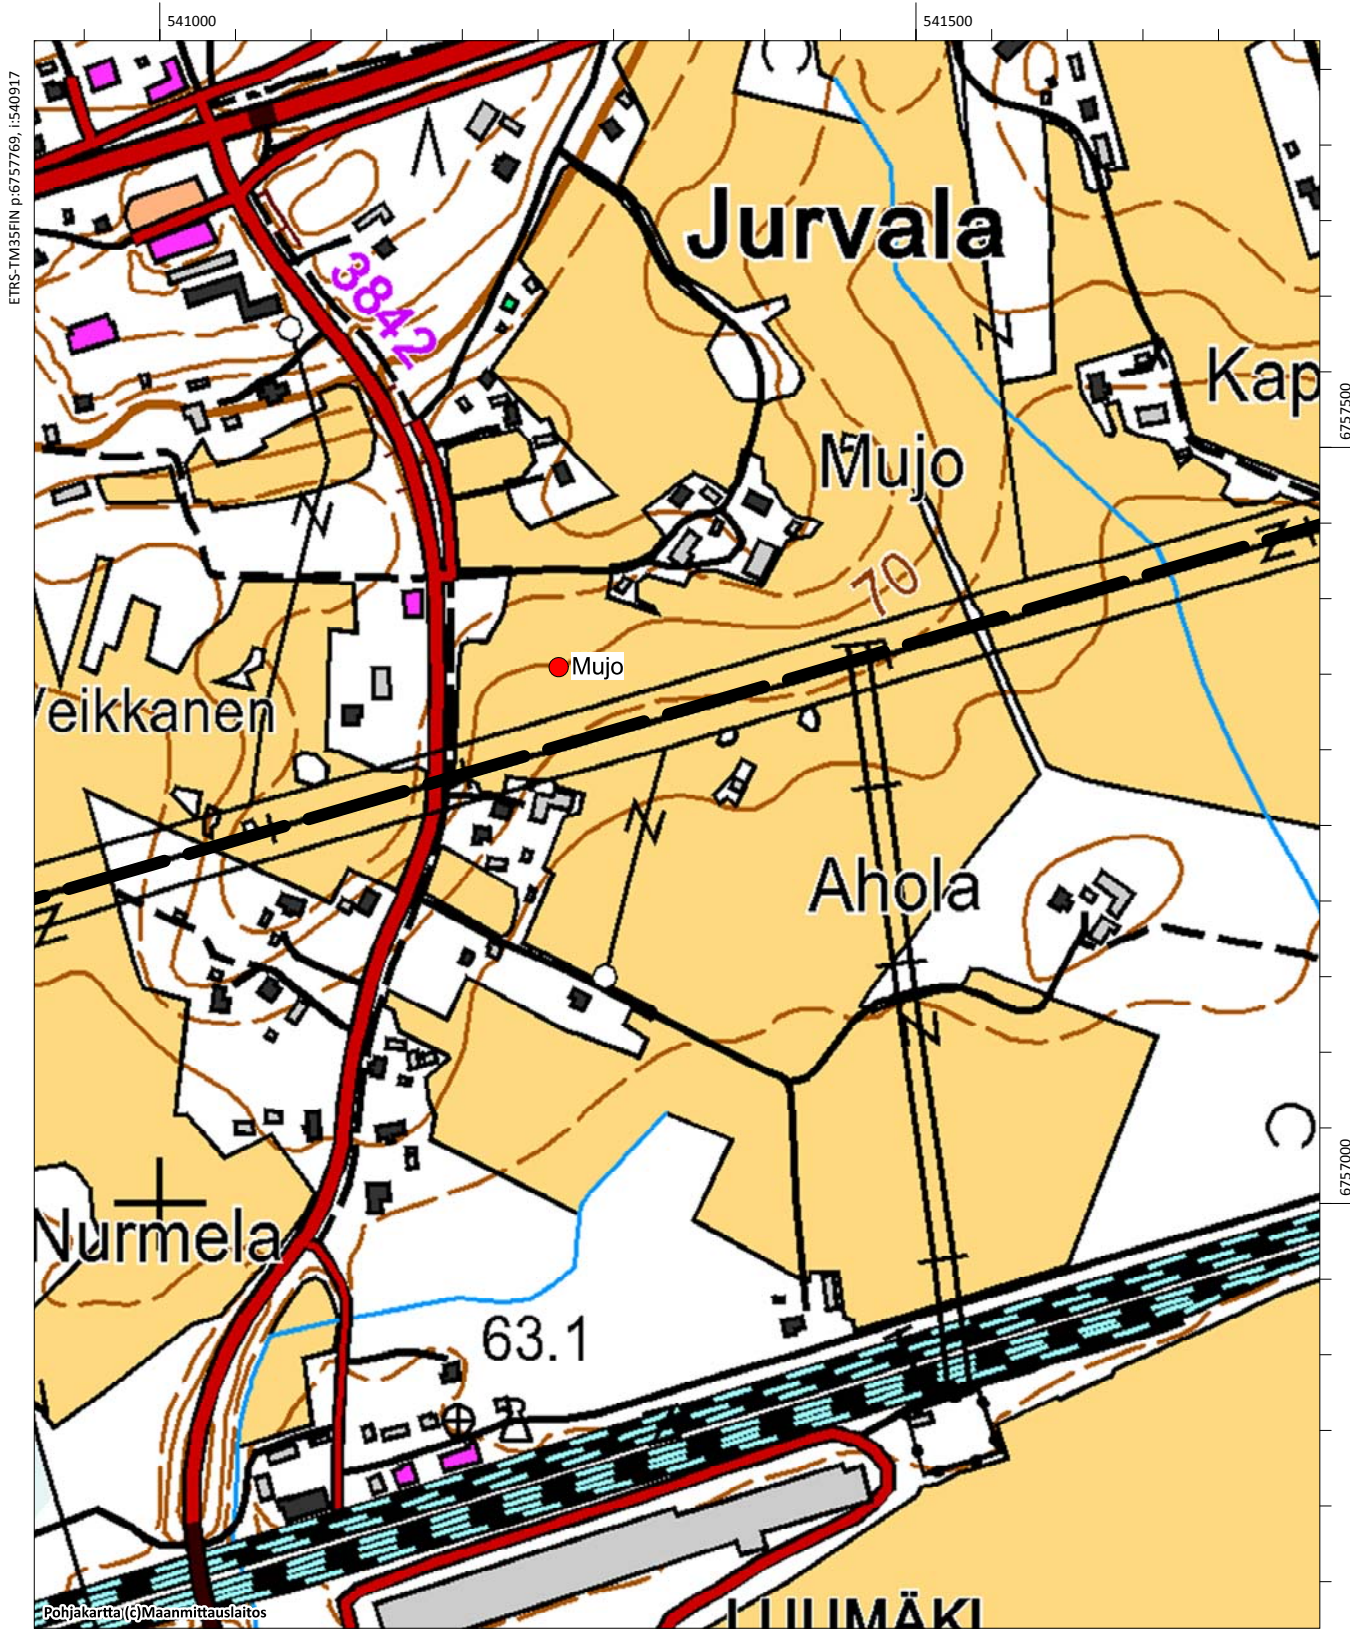 541000
541500
ETRS-TM35FIN p:6757769, i:540917
Jurvala
3842
Kap
6757500
Mujo
70
Mujo
Veikkanen
Ahola
6757000
Nurmela
63.1
Pohjakartta (c)Maanmittauslaitos
LUUMÄKI